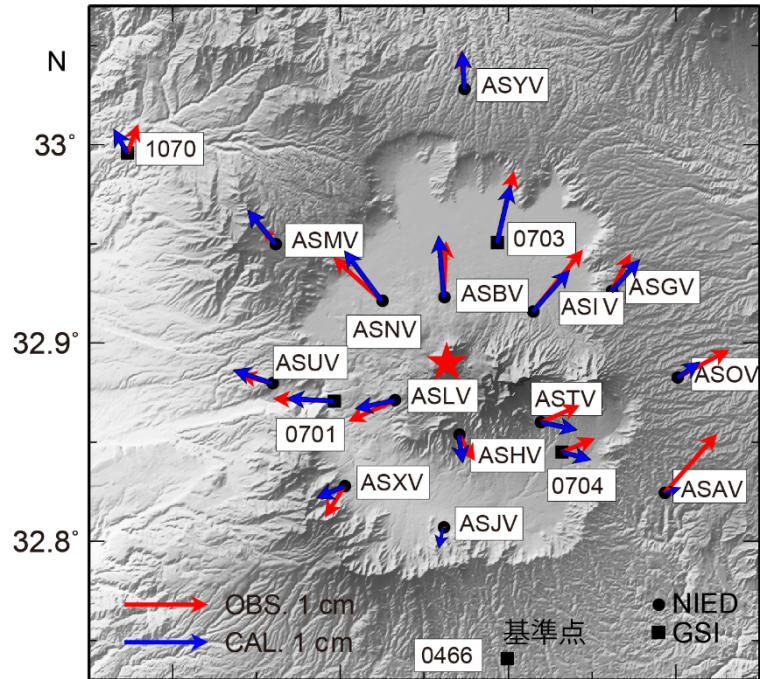 N
ASYV
33°
1070
ASMV
0703
ASBV
ASGV
ASIV
ASNV
32.9°
ASUV
ASOV
ASLV
ASTV
0701
ASHV
0704
ASXV
ASAV
ASJV
32.8°
OBS. 1 cm
NIED
CAL. 1 cm
GSI
基準点
0466